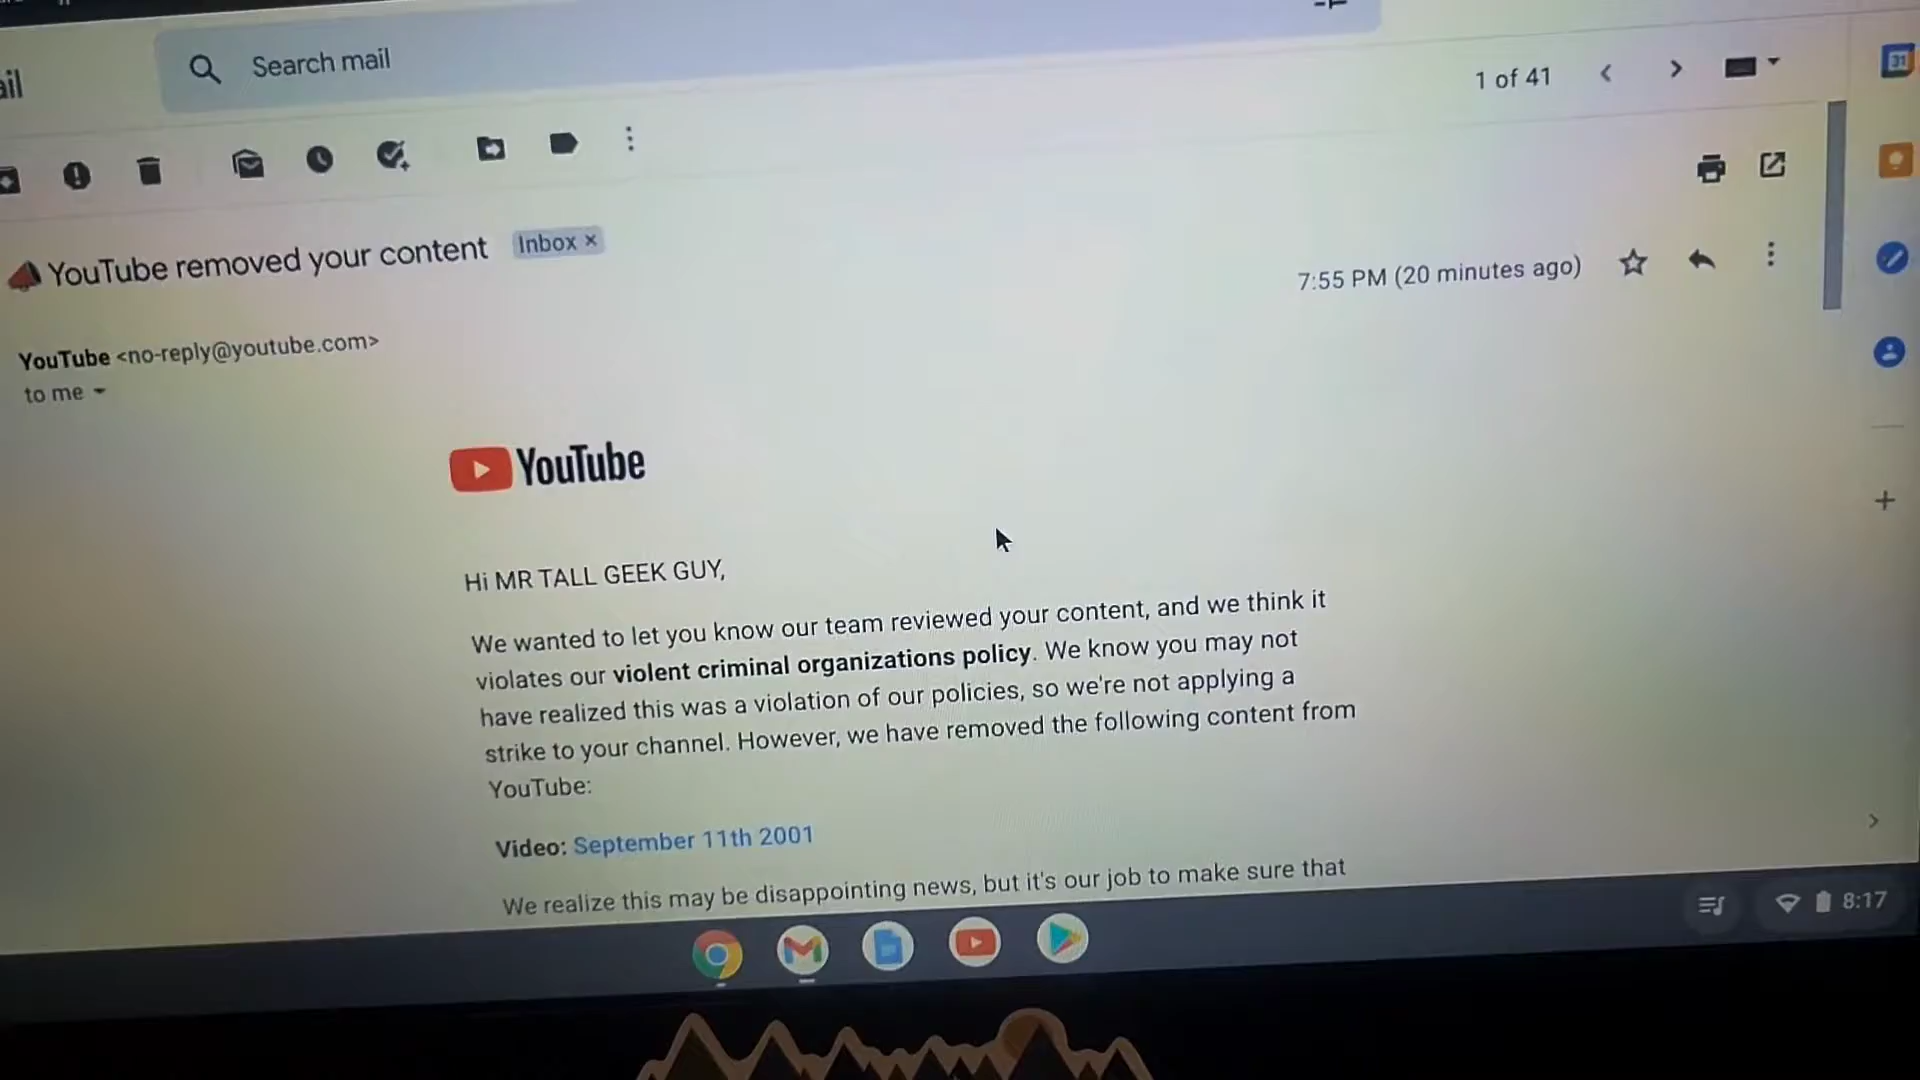 ail
Search mail
1 of 41
31
YouTube removed your content
Inbox ×
7:55 PM (20 minutes ago)
YouTube <no-reply@youtube.com>
to me
YouTube
Hi MR TALL GEEK GUY,
We wanted to let you know our team reviewed your content, and we think it
violates our violent criminal organizations policy. We know you may not
have realized this was a violation of our policies, so we're not applying a
strike to your channel. However, we have removed the following content from
YouTube:
Video: September 11th 2001
We realize this may be disappointing news, but it's our job to make sure that
8:17